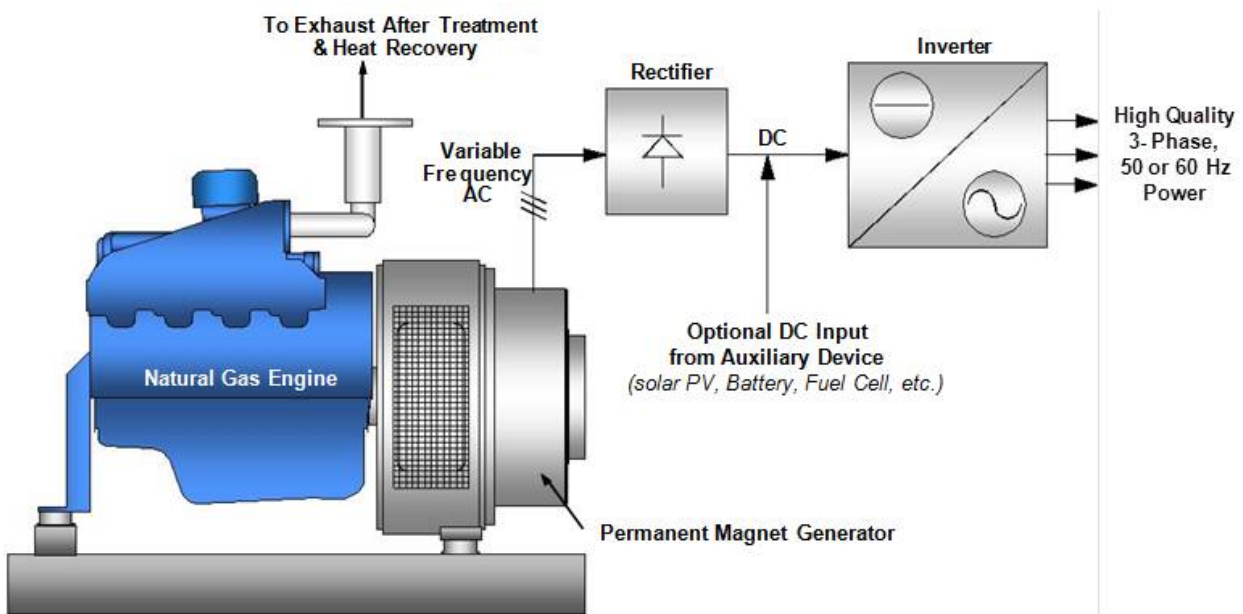 To Exhaust After Treatment
& Heat Recovery
Inverter
Rectifier
Variable
Frequency
AC
DC
High Quality
3- Phase,
50 or 60 Hz
Power
Optional DC Input
from Auxiliary Device
(solar PV, Battery, Fuel Cell, etc.)
Natural Gas Engine
Permanent Magnet Generator